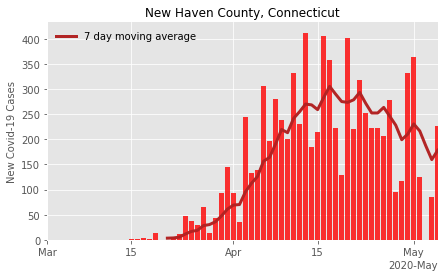 New Haven County, Connecticut
7 day moving average
New Covid-19 Cases
400
350
300
250
200
150
100
50
0
Mar
15
Apr
15
May
2020-May